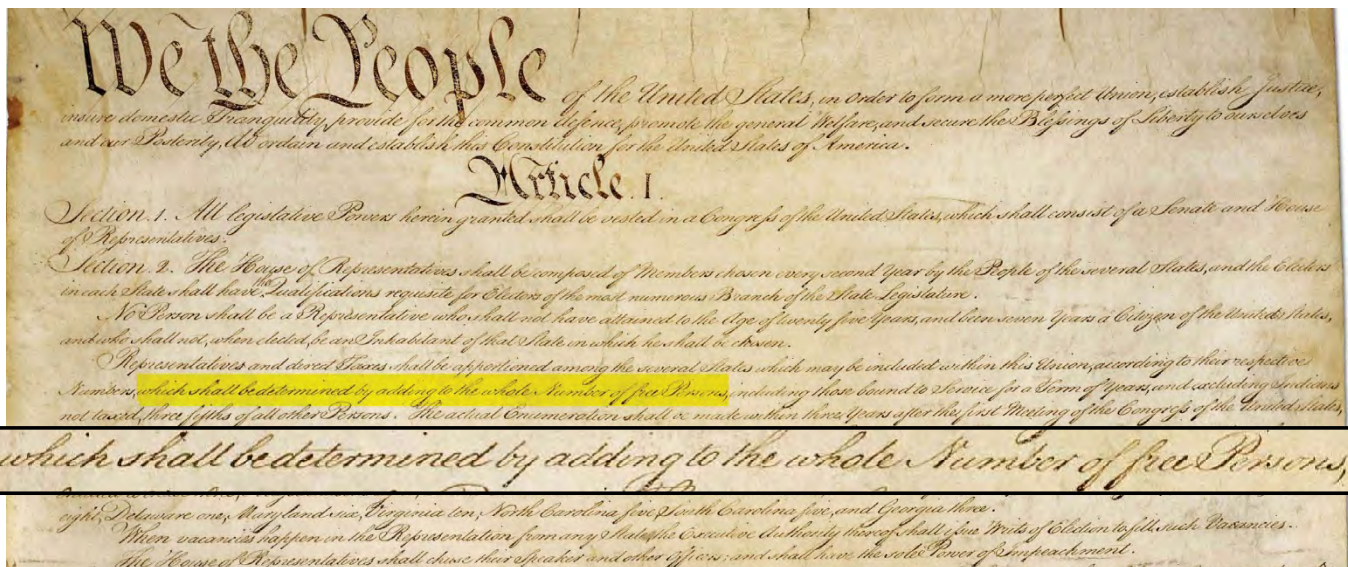 We the People of the United States, in Order to form a more perfect Union, establish Justice,
insure domestic Tranquility, provide for the common defence, promote the general Welfare, and secure the Blessings of Liberty to ourselves
and our Posterity, do ordain and establish this Constitution for the United States of America.
Article. I.
Section. 1. All legislative Powers herein granted shall be vested in a Congress of the United States, which shall consist of a Senate and House
of Representatives.
Section. 2. The House of Representatives shall be composed of Members chosen every second Year by the People of the several States, and the Electors
in each State shall have the Qualifications requisite for Electors of the most numerous Branch of the State Legislature.
No Person shall be a Representative who shall not have attained to the Age of twenty five Years, and been seven Years a Citizen of the United States,
and who shall not, when elected, be an Inhabitant of that State in which he shall be chosen.
Representatives and direct Taxes shall be apportioned among the several States which may be included within this Union, according to their respective
Numbers, which shall be determined by adding to the whole Number of free Persons, including those bound to Service for a Term of Years, and excluding Indians
not taxed, three fifths of all other Persons. The actual Enumeration shall be made within three Years after the first Meeting of the Congress of the United States,
which shall be determined by adding to the whole Number of free Persons,
eight, Delaware one, Maryland six, Virginia ten, North Carolina five, South Carolina five, and Georgia three.
When vacancies happen in the Representation from any State, the Executive Authority thereof shall issue Writs of Election to fill such Vacancies.
The House of Representatives shall chuse their Speaker and other Officers; and shall have the sole Power of Impeachment.